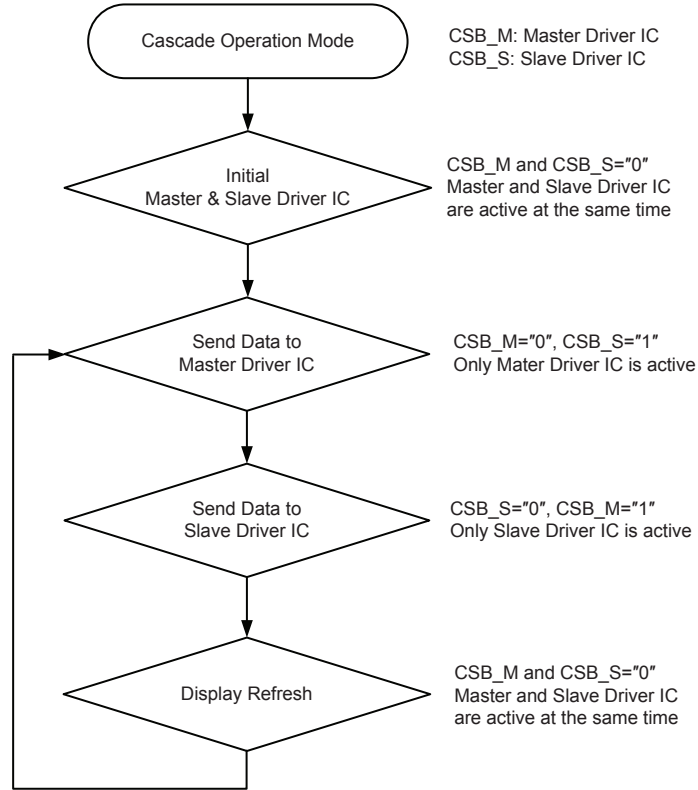 Cascade Operation Mode
CSB_M: Master Driver IC
CSB_S: Slave Driver IC
Initial
Master & Slave Driver IC
CSB_M and CSB_S="0"
Master and Slave Driver IC
are active at the same time
Send Data to
Master Driver IC
CSB_M="0", CSB_S="1"
Only Mater Driver IC is active
Send Data to
Slave Driver IC
CSB_S="0", CSB_M="1"
Only Slave Driver IC is active
Display Refresh
CSB_M and CSB_S="0"
Master and Slave Driver IC
are active at the same time